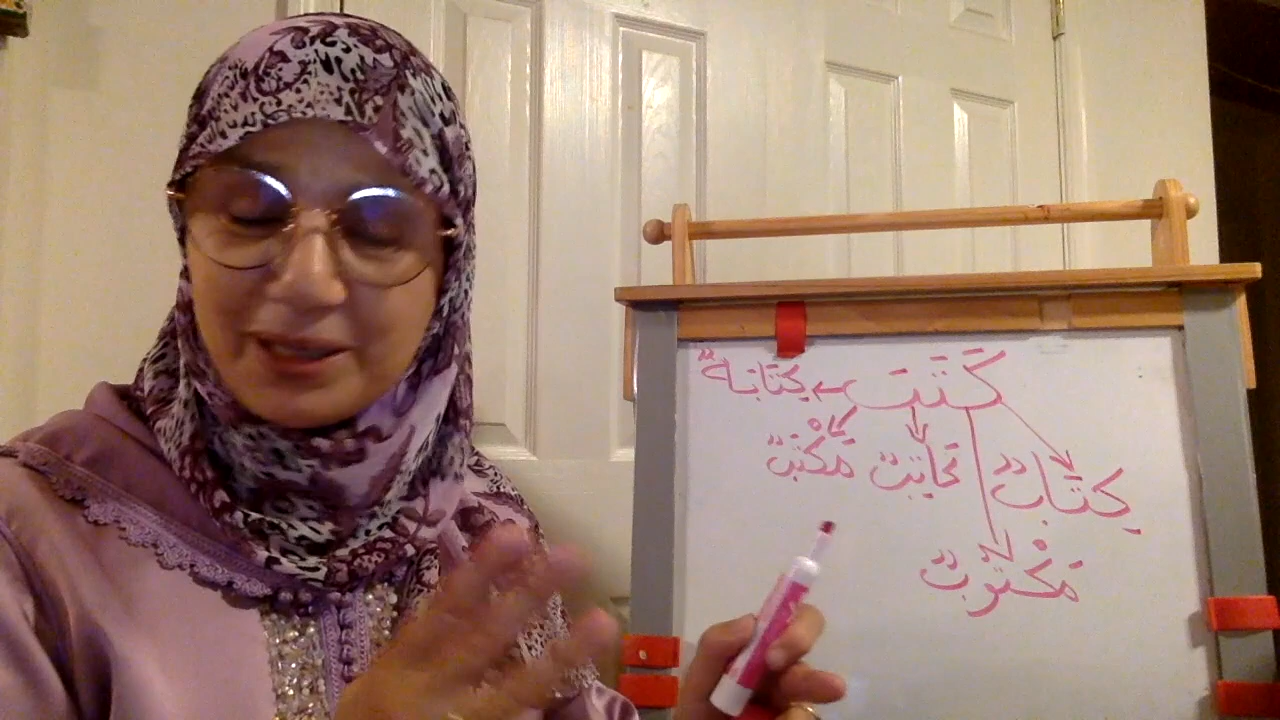 كَتَبَ ← كِتَابَةٌ
كِتَابٌ كَاتِبٌ مَكْتَبٌ
مَكْتُوبٌ